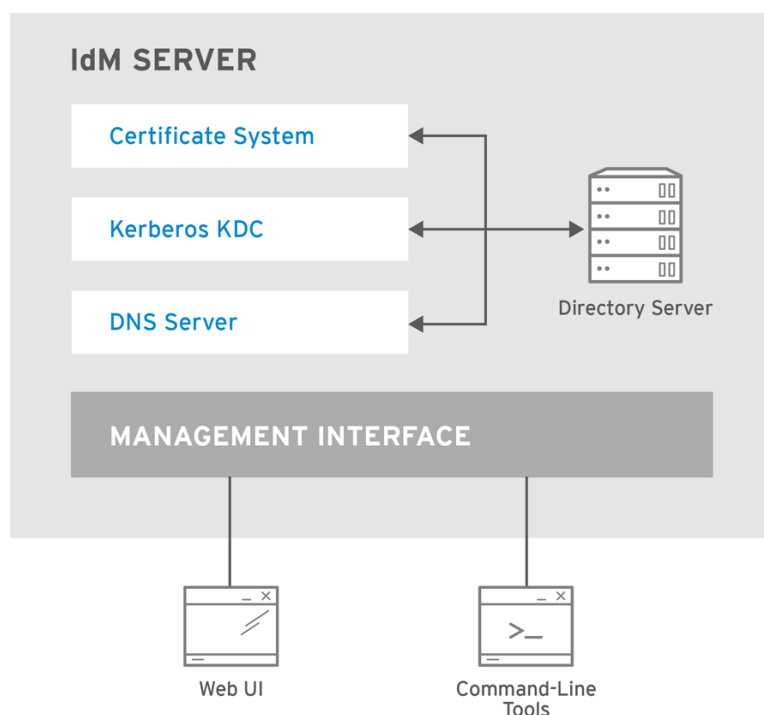 IdM SERVER
Certificate System
Kerberos KDC
DNS Server
Directory Server
MANAGEMENT INTERFACE
>_
Web UI
Command-Line
Tools